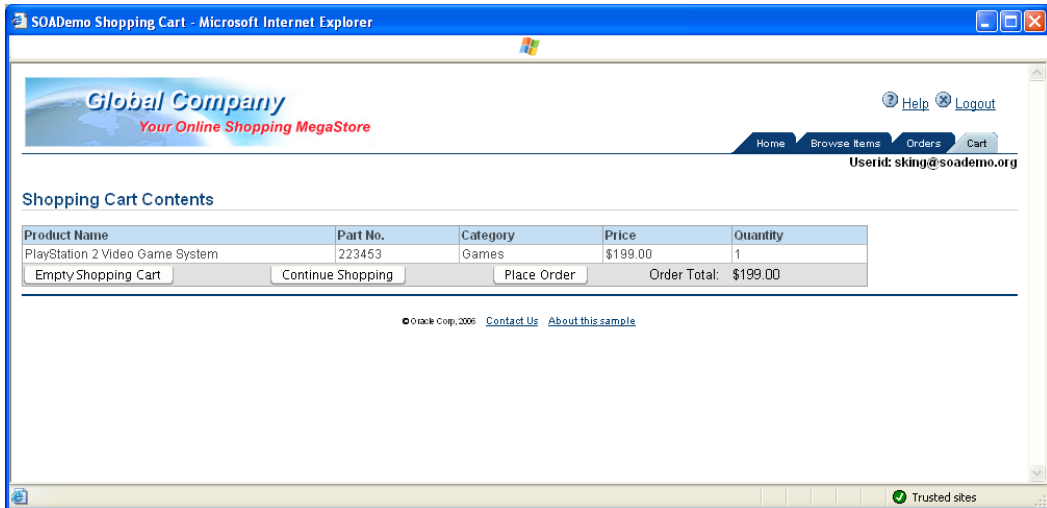 SOADemo Shopping Cart - Microsoft Internet Explorer
Global Company
Your Online Shopping MegaStore
Help Logout
Home Browse Items Orders Cart
Userid: sking@soademo.org
Shopping Cart Contents
Product Name Part No. Category Price Quantity
PlayStation 2 Video Game System 223453 Games $199.00 1
Empty Shopping Cart Continue Shopping Place Order Order Total: $199.00
© Oracle Corp, 2006 Contact Us About this sample
Trusted sites